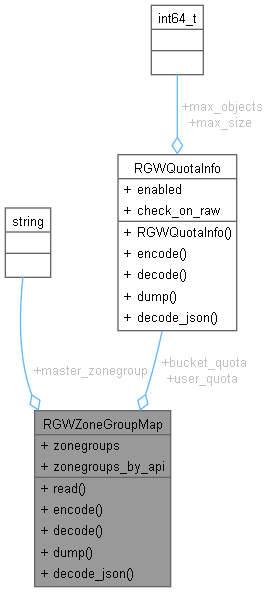 int64_t
+max_objects
+max_size
RGWQuotaInfo
+ enabled
+ check_on_raw
+ RGWQuotaInfo()
+ encode()
+ decode()
+ dump()
+ decode_json()
string
+master_zonegroup
+bucket_quota
+user_quota
RGWZoneGroupMap
+ zonegroups
+ zonegroups_by_api
+ read()
+ encode()
+ decode()
+ dump()
+ decode_json()